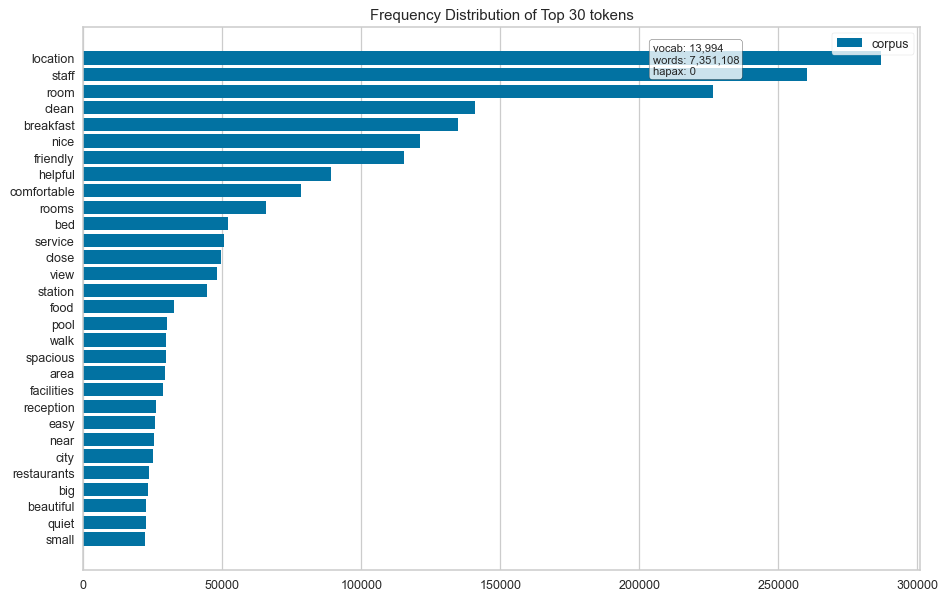 Frequency Distribution of Top 30 tokens
vocab: 13,994
words: 7,351,108
hapax: 0
corpus
location
staff
room
clean
breakfast
nice
friendly
helpful
comfortable
rooms
bed
service
close
view
station
food
pool
walk
spacious
area
facilities
reception
easy
near
city
restaurants
big
beautiful
quiet
small
0 50000 100000 150000 200000 250000 300000